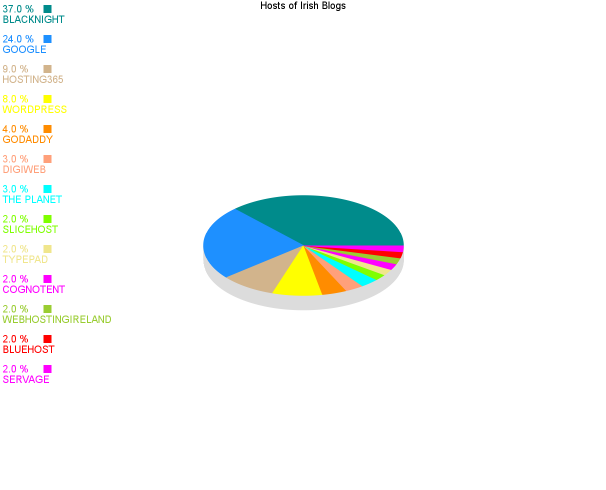 Hosts of Irish Blogs
37.0 %
BLACKNIGHT
24.0 %
GOOGLE
9.0 %
HOSTING365
8.0 %
WORDPRESS
4.0 %
GODADDY
3.0 %
DIGIWEB
3.0 %
THE PLANET
2.0 %
SLICEHOST
2.0 %
TYPEPAD
2.0 %
COGNOTENT
2.0 %
WEBHOSTINGIRELAND
2.0 %
BLUEHOST
2.0 %
SERVAGE